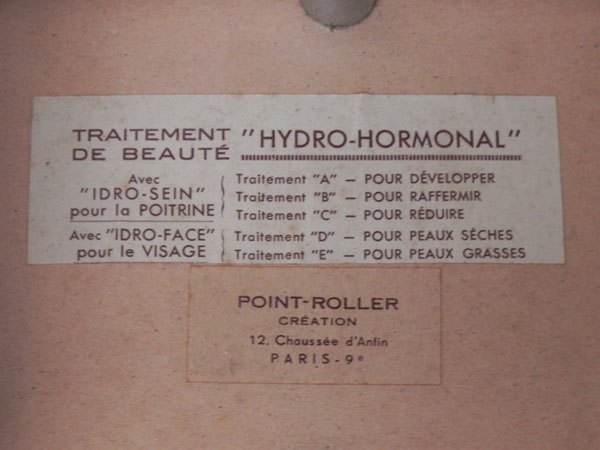 TRAITEMENT DE BEAUTÉ "HYDRO-HORMONAL"
Avec "IDRO-SEIN" pour la POITRINE
Traitement "A" — POUR DÉVELOPPER
Traitement "B" — POUR RAFFERMIR
Traitement "C" — POUR RÉDUIRE
Avec "IDRO-FACE" pour le VISAGE
Traitement "D" — POUR PEAUX SÈCHES
Traitement "E" — POUR PEAUX GRASSES
POINT-ROLLER
CRÉATION
12, Chaussée d'Antin
PARIS-9e